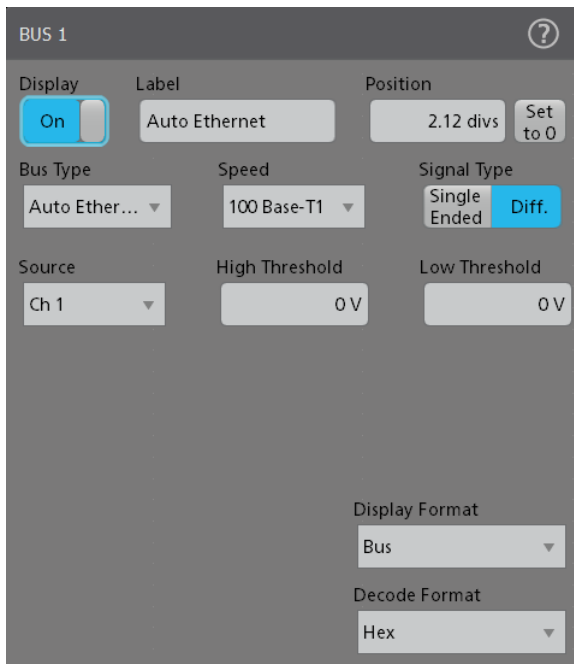 BUS 1 ?
Display Label Position
On Auto Ethernet 2.12 divs Set
to 0
Bus Type Speed Signal Type
Auto Ether... 100 Base-T1 Single
Ended Diff.
Source High Threshold Low Threshold
Ch 1 0 V 0 V
Display Format
Bus
Decode Format
Hex